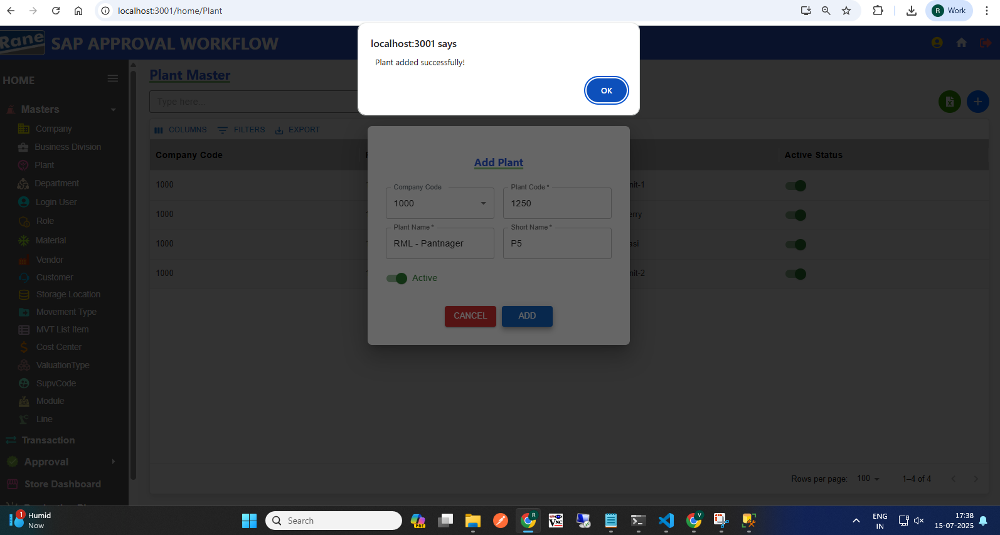 localhost:3001/home/Plant
R Work
Rane SAP APPROVAL WORKFLOW
localhost:3001 says
Plant added successfully!
OK
HOME
Masters
Company
Business Division
Plant
Department
Login User
Role
Material
Vendor
Customer
Storage Location
Movement Type
MVT List Item
Cost Center
ValuationType
SupvCode
Module
Line
Transaction
Approval
Store Dashboard
Plant Master
Type here...
COLUMNS FILTERS EXPORT
Company Code Active Status
1000 nit-1
1000 erry
1000 asi
1000 nit-2
Add Plant
Company Code Plant Code *
1000 1250
Plant Name * Short Name *
RML - Pantnager P5
Active
CANCEL ADD
Rows per page: 100 1–4 of 4
1 Humid
Now
Search
PRE
R
VNC
V
ENG
IN
17:38
15-07-2025